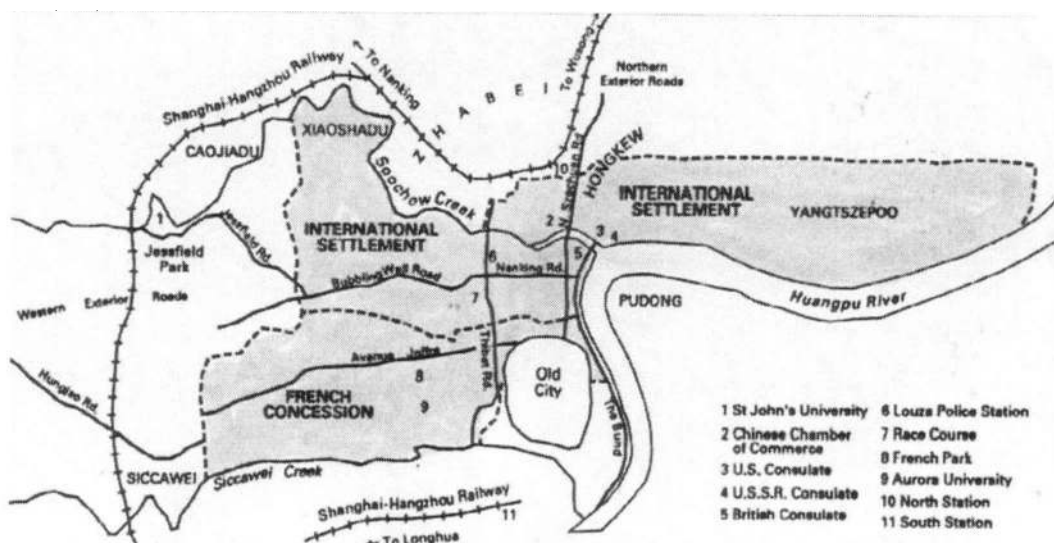 Shanghai-Hangzhou Railway
To Nanking
ZHABEI
To Wusong
Northern
Exterior Roads
XIAOSHADU
CAOJIADU
Soochow Creek
HONGKEW
INTERNATIONAL
SETTLEMENT
YANGTSZEPOO
1
Jessfield
Park
Jessfield Rd.
INTERNATIONAL
SETTLEMENT
10
2
3
4
5
6
7
Bubbling Well Road
Nanking Rd.
Western Exterior Roads
PUDONG
Huangpu River
Avenue Joffre
Thibet Rd.
Old
City
The Bund
8
FRENCH
CONCESSION
9
Hungjao Rd.
SICCAWEI
Siccawei Creek
Shanghai-Hangzhou Railway
11
To Longhua
1 St John's University
2 Chinese Chamber
of Commerce
3 U.S. Consulate
4 U.S.S.R. Consulate
5 British Consulate
6 Louza Police Station
7 Race Course
8 French Park
9 Aurora University
10 North Station
11 South Station